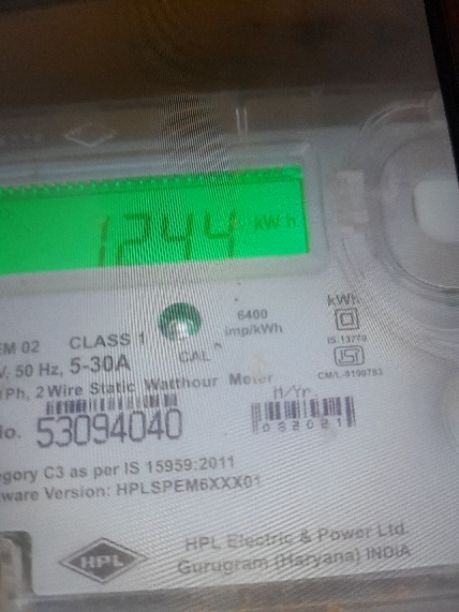 1244 kWh
kWh
6400
imp/kWh
EM 02 CLASS 1
CAL
IS:13779
V, 50 Hz, 5-30A
CM/L-
Ph, 2 Wire Static Watthour Meter
M/Yr.
No. 53094040
082021
egory C3 as per IS 15959:2011
ware Version: HPLSPEM6XXX01
HPL
HPL Electric & Power Ltd.
Gurugram (Haryana) INDIA